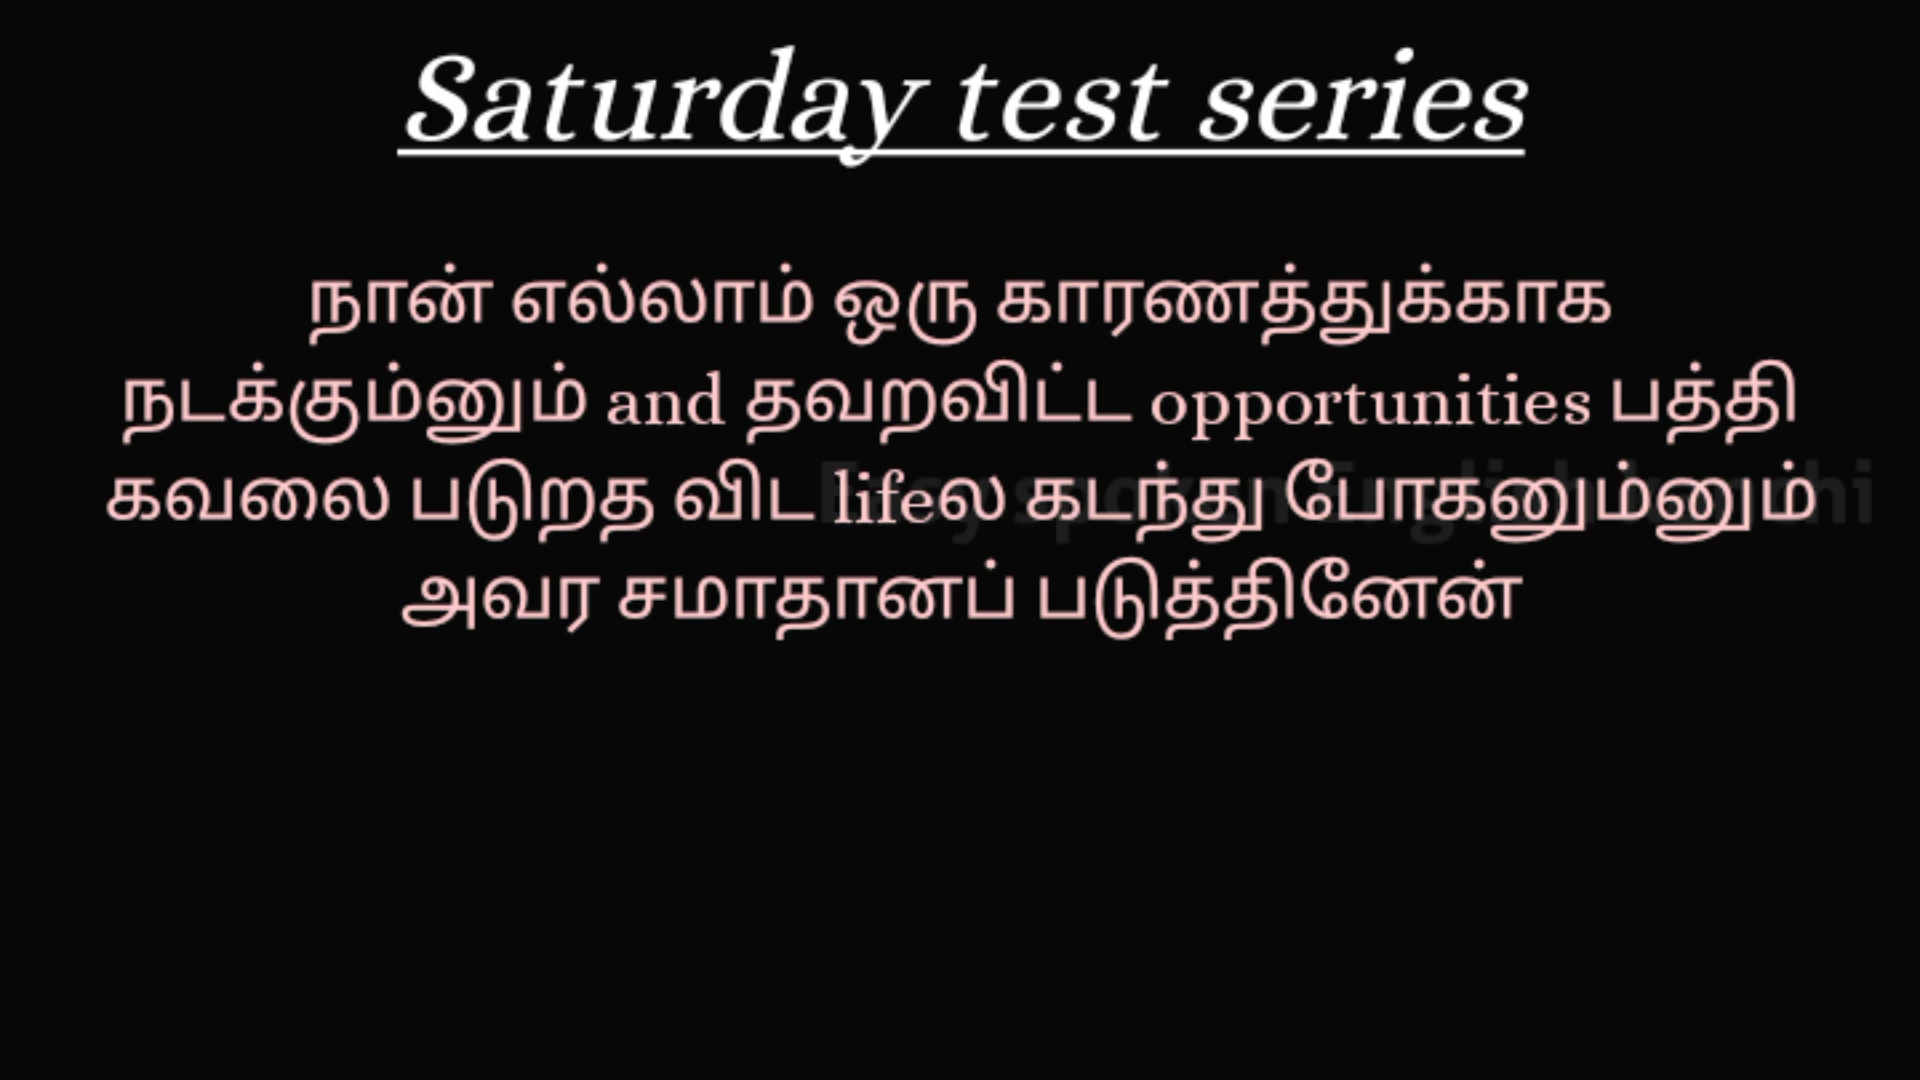 Saturday test series
நான் எல்லாம் ஒரு காரணத்துக்காக
நடக்கும்னும் and தவறவிட்ட opportunities பத்தி
கவலை படுறத விட lifeல கடந்து போகனும்னும்
அவர சமாதானப் படுத்தினேன்